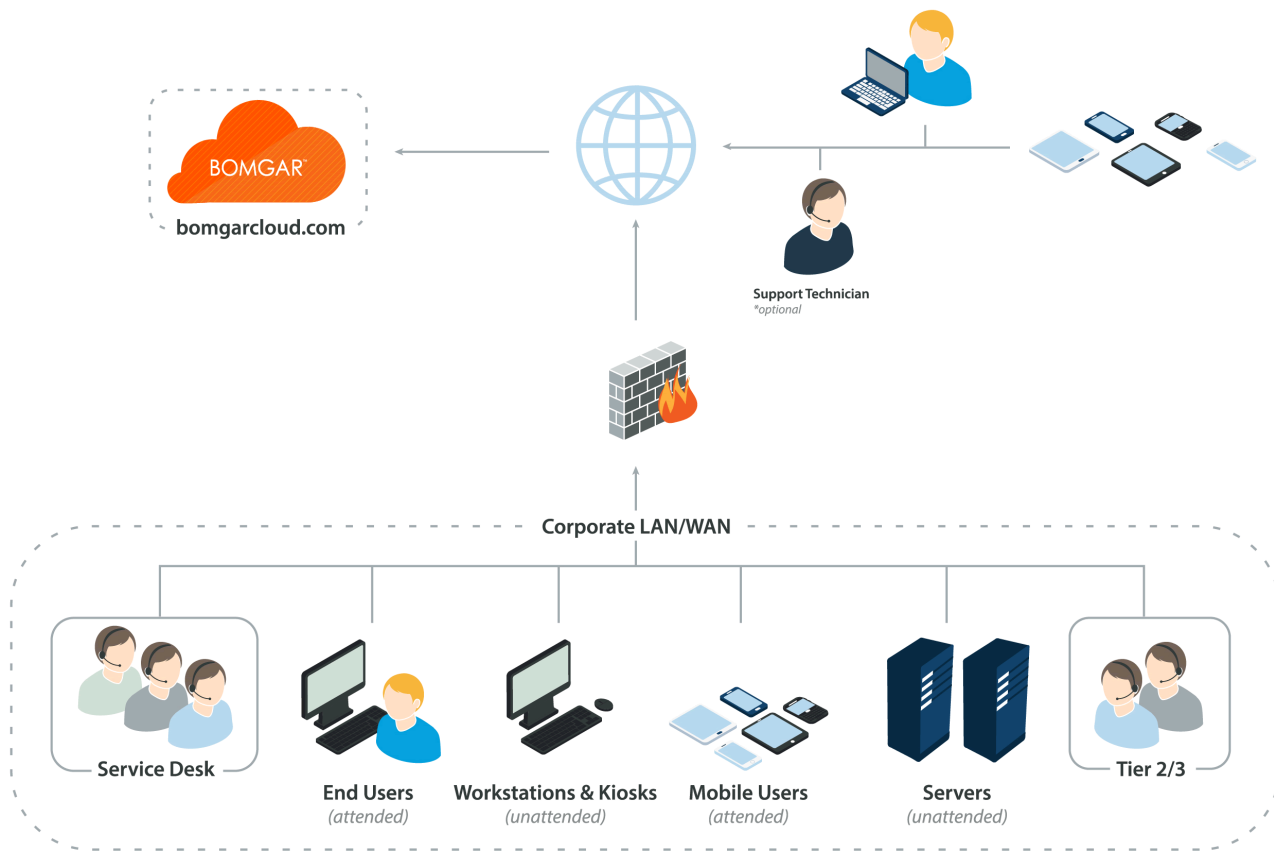 BOMGAR™
bomgarcloud.com
Support Technician
*optional
Corporate LAN/WAN
Service Desk
End Users
(attended)
Workstations & Kiosks
(unattended)
Mobile Users
(attended)
Servers
(unattended)
Tier 2/3